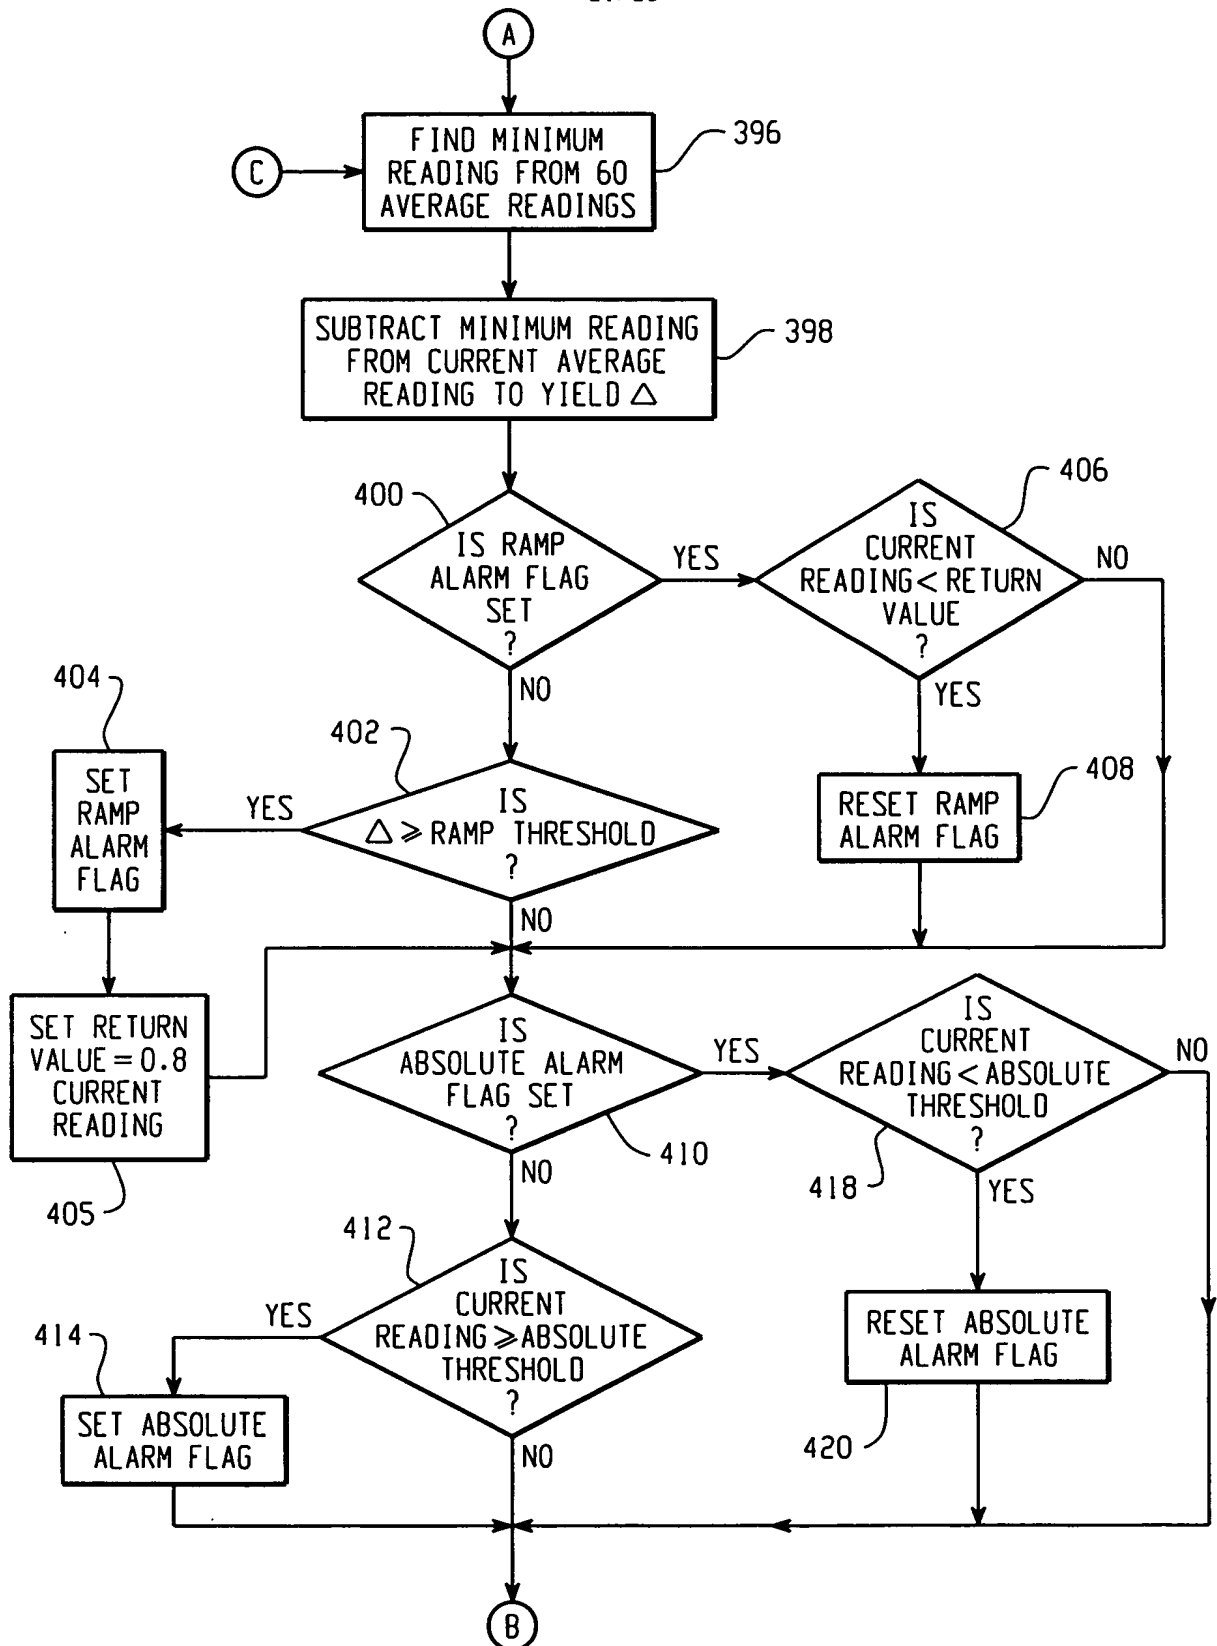 A
FIND MINIMUM
READING FROM 60
AVERAGE READINGS
396
C
SUBTRACT MINIMUM READING
FROM CURRENT AVERAGE
READING TO YIELD △
398
400
IS RAMP
ALARM FLAG
SET
?
YES
NO
406
IS
CURRENT
READING < RETURN
VALUE
?
NO
YES
404
SET
RAMP
ALARM
FLAG
402
IS
△ ⩾ RAMP THRESHOLD
?
YES
NO
RESET RAMP
ALARM FLAG
408
SET RETURN
VALUE = 0.8
CURRENT
READING
405
IS
ABSOLUTE ALARM
FLAG SET
?
410
YES
NO
IS
CURRENT
READING < ABSOLUTE
THRESHOLD
?
418
NO
YES
412
IS
CURRENT
READING ⩾ ABSOLUTE
THRESHOLD
?
YES
NO
414
SET ABSOLUTE
ALARM FLAG
RESET ABSOLUTE
ALARM FLAG
420
B